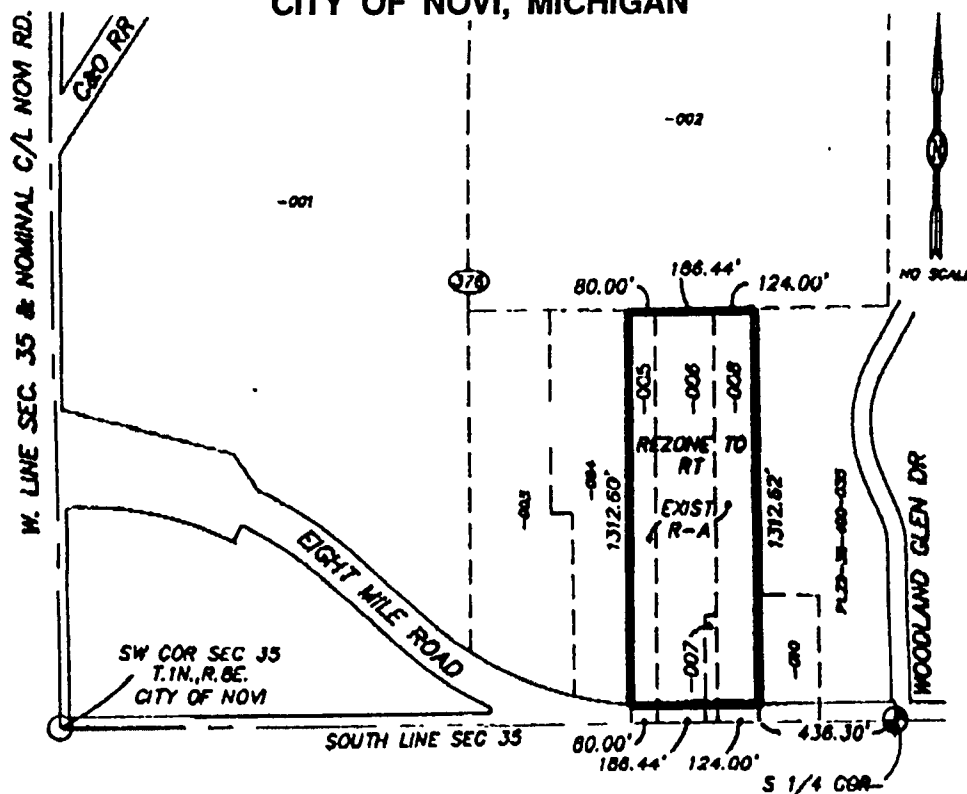 CITY OF NOVI, MICHIGAN
W. LINE SEC. 35 & NOMINAL C/L NOVI RD.
C&O RR
-002
-001
376
NO SCALE
80.00'
186.44'
124.00'
-005
-006
-008
REZONE TO
RT
EXIST
R-A
1312.60'
1312.62'
-003
-004
-007
-010
WOODLAND GLEN DR
EIGHT MILE ROAD
SW COR SEC 35
T.1N.,R.8E.
CITY OF NOVI
SOUTH LINE SEC 35
80.00'
186.44'
124.00'
436.30'
S 1/4 COR